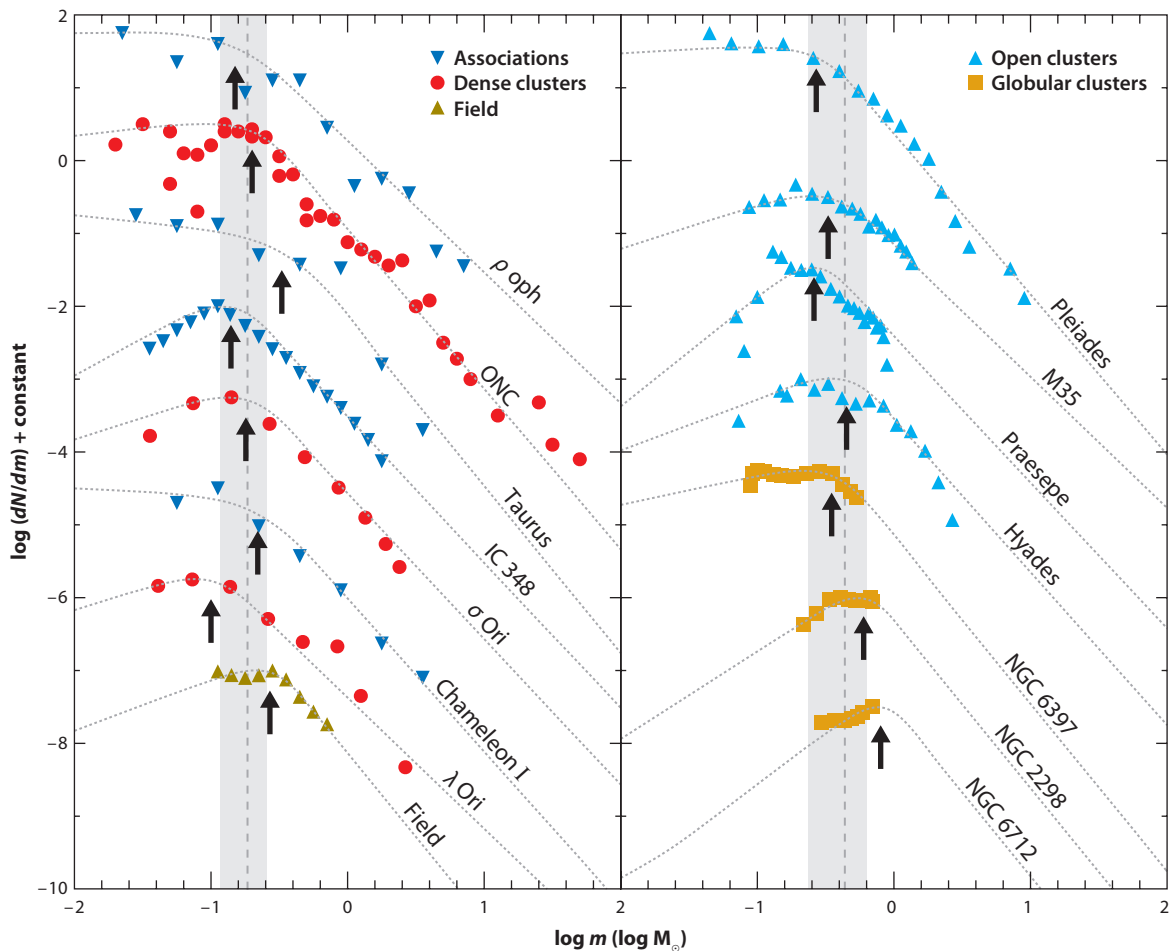 2
0
−2
−4
−6
−8
−10
log (dN/dm) + constant
Associations
Dense clusters
Field
ρ oph
ONC
Taurus
IC 348
σ Ori
Chameleon I
λ Ori
Field
−2
−1
0
1
2
Open clusters
Globular clusters
Pleiades
M35
Praesepe
Hyades
NGC 6397
NGC 2298
NGC 6712
−1
0
1
2
log m (log M⊙)